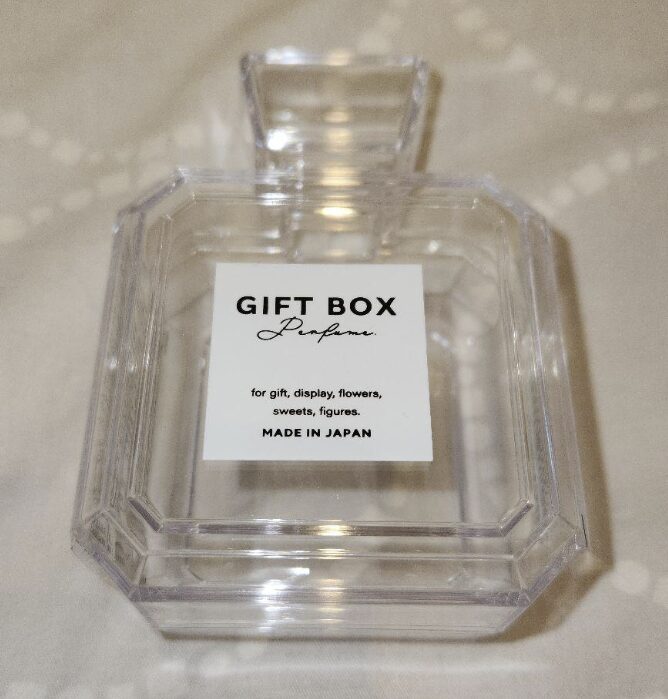 GIFT BOX
Perfume.
for gift, display, flowers,
sweets, figures.
MADE IN JAPAN